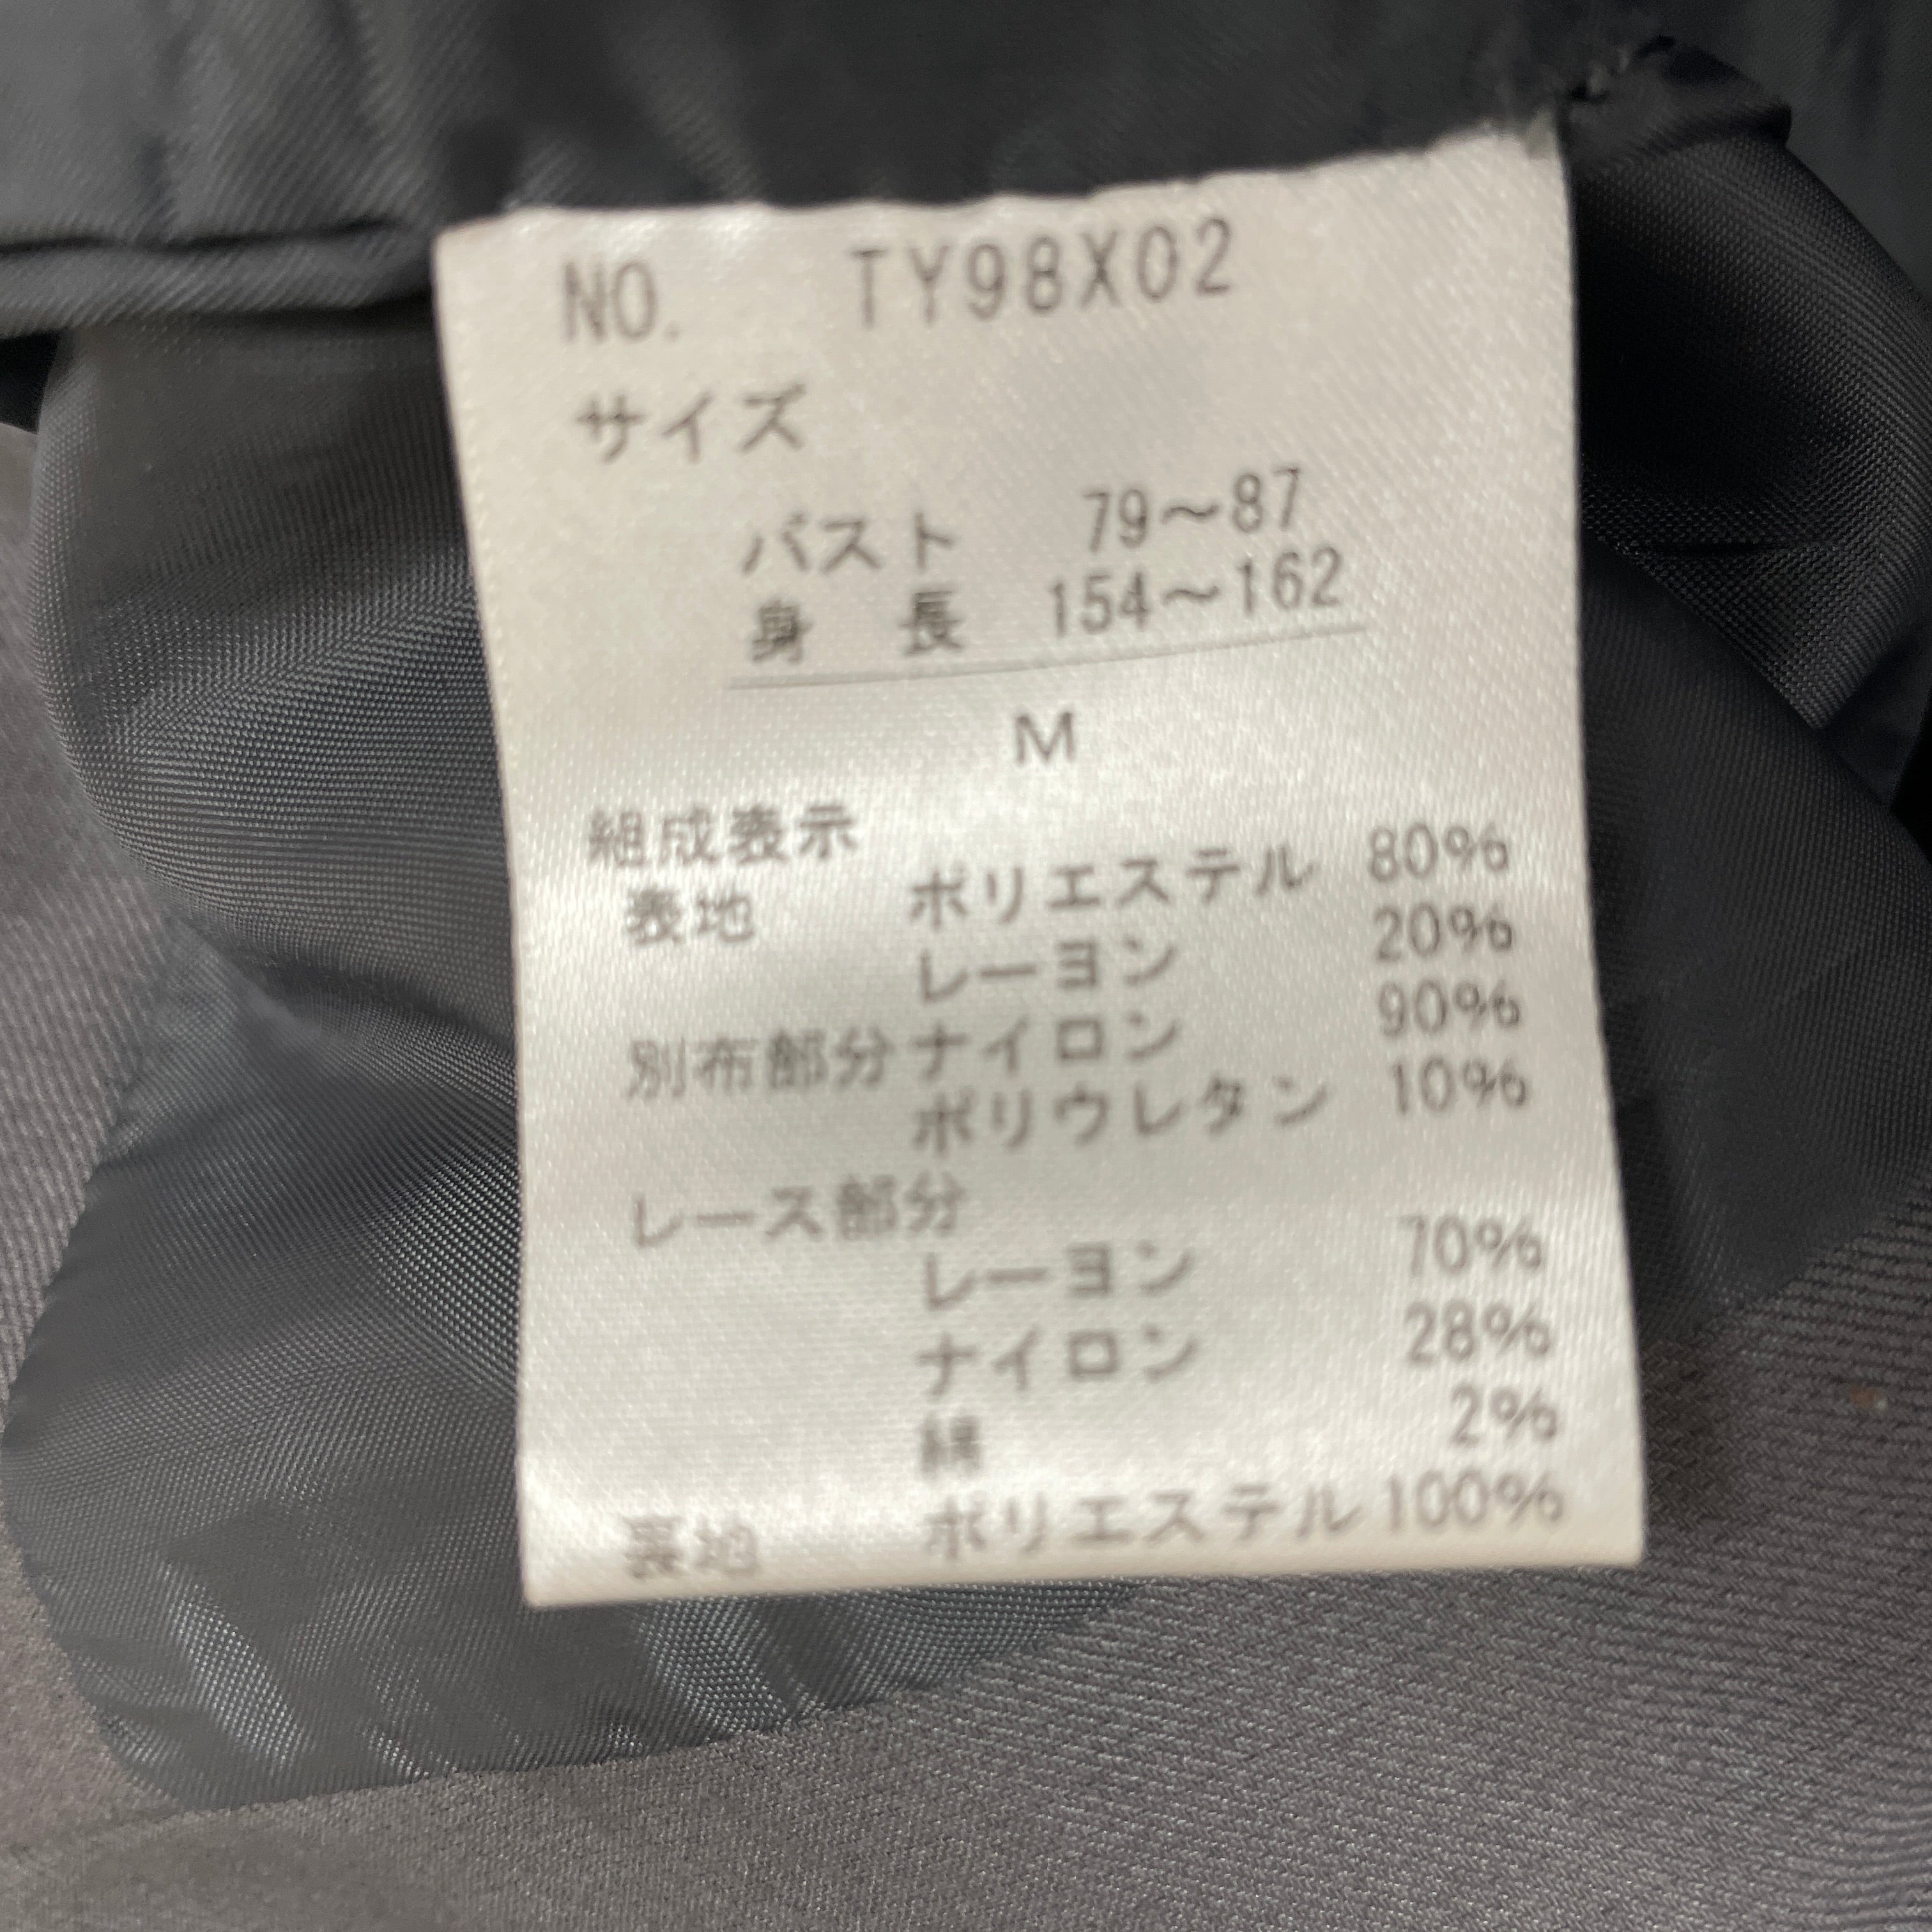 NO. TY98X02
サイズ
バスト 79～87
身 長 154～162
M
組成表示
表地 ポリエステル 80%
レーヨン 20%
別布部分 ナイロン 90%
ポリウレタン 10%
レース部分
レーヨン 70%
ナイロン 28%
綿 2%
裏地 ポリエステル 100%